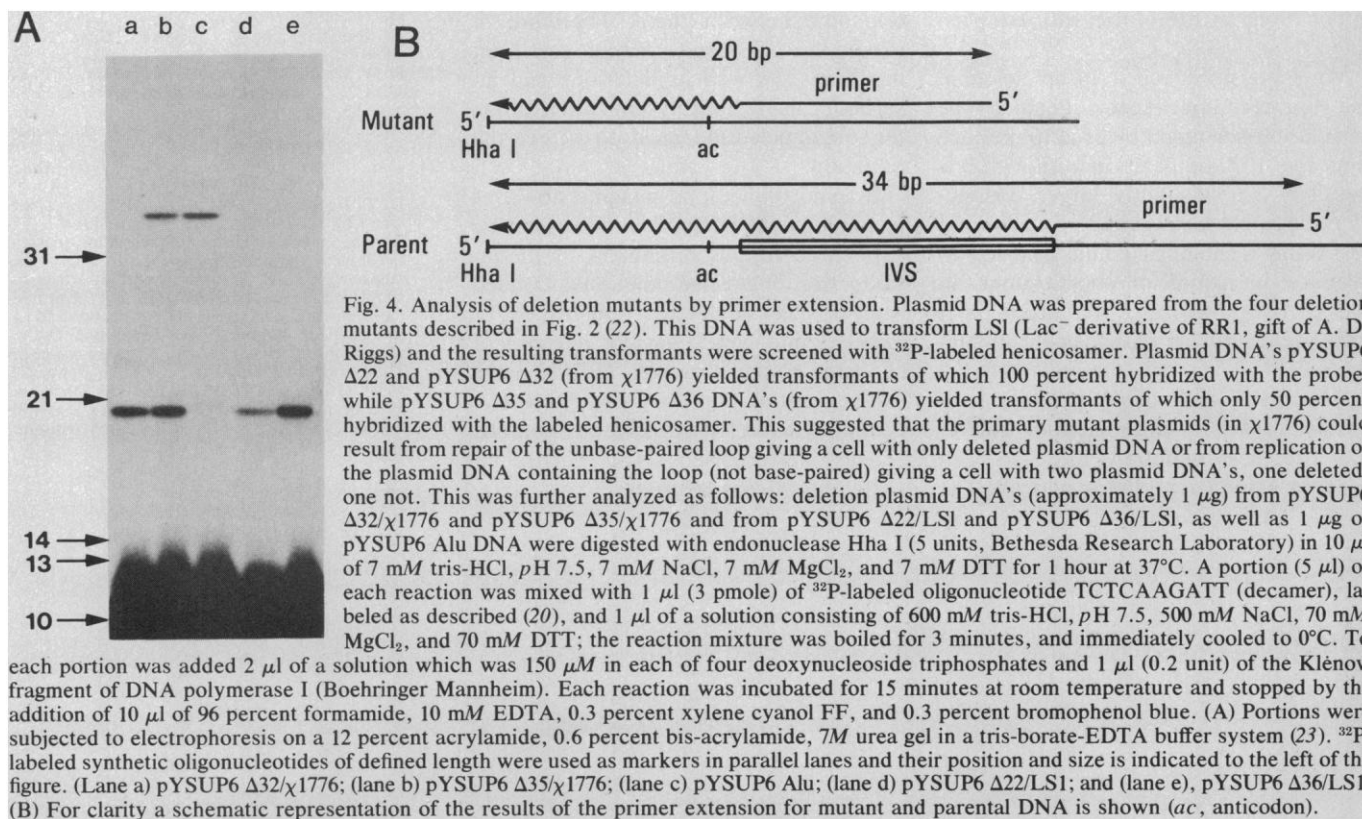 A
a b c d e
31
21
14
13
10
B
20 bp
primer
Mutant 5′ 5′
Hha I ac
34 bp
primer
Parent 5′ 5′
Hha I ac IVS
Fig. 4. Analysis of deletion mutants by primer extension. Plasmid DNA was prepared from the four deletion
mutants described in Fig. 2 (22). This DNA was used to transform LSl (Lac⁻ derivative of RR1, gift of A. D.
Riggs) and the resulting transformants were screened with ³²P-labeled henicosamer. Plasmid DNA's pYSUP6
Δ22 and pYSUP6 Δ32 (from χ1776) yielded transformants of which 100 percent hybridized with the probe,
while pYSUP6 Δ35 and pYSUP6 Δ36 DNA's (from χ1776) yielded transformants of which only 50 percent
hybridized with the labeled henicosamer. This suggested that the primary mutant plasmids (in χ1776) could
result from repair of the unbase-paired loop giving a cell with only deleted plasmid DNA or from replication of
the plasmid DNA containing the loop (not base-paired) giving a cell with two plasmid DNA's, one deleted,
one not. This was further analyzed as follows: deletion plasmid DNA's (approximately 1 μg) from pYSUP6
Δ32/χ1776 and pYSUP6 Δ35/χ1776 and from pYSUP6 Δ22/LSl and pYSUP6 Δ36/LSl, as well as 1 μg of
pYSUP6 Alu DNA were digested with endonuclease Hha I (5 units, Bethesda Research Laboratory) in 10 μl
of 7 mM tris-HCl, pH 7.5, 7 mM NaCl, 7 mM MgCl₂, and 7 mM DTT for 1 hour at 37°C. A portion (5 μl) of
each reaction was mixed with 1 μl (3 pmole) of ³²P-labeled oligonucleotide TCTCAAGATT (decamer), la-
beled as described (20), and 1 μl of a solution consisting of 600 mM tris-HCl, pH 7.5, 500 mM NaCl, 70 mM
MgCl₂, and 70 mM DTT; the reaction mixture was boiled for 3 minutes, and immediately cooled to 0°C. To
each portion was added 2 μl of a solution which was 150 μM in each of four deoxynucleoside triphosphates and 1 μl (0.2 unit) of the Klenow
fragment of DNA polymerase I (Boehringer Mannheim). Each reaction was incubated for 15 minutes at room temperature and stopped by the
addition of 10 μl of 96 percent formamide, 10 mM EDTA, 0.3 percent xylene cyanol FF, and 0.3 percent bromophenol blue. (A) Portions were
subjected to electrophoresis on a 12 percent acrylamide, 0.6 percent bis-acrylamide, 7M urea gel in a tris-borate-EDTA buffer system (23). ³²P-
labeled synthetic oligonucleotides of defined length were used as markers in parallel lanes and their position and size is indicated to the left of the
figure. (Lane a) pYSUP6 Δ32/χ1776; (lane b) pYSUP6 Δ35/χ1776; (lane c) pYSUP6 Alu; (lane d) pYSUP6 Δ22/LS1; and (lane e), pYSUP6 Δ36/LS1.
(B) For clarity a schematic representation of the results of the primer extension for mutant and parental DNA is shown (ac, anticodon).